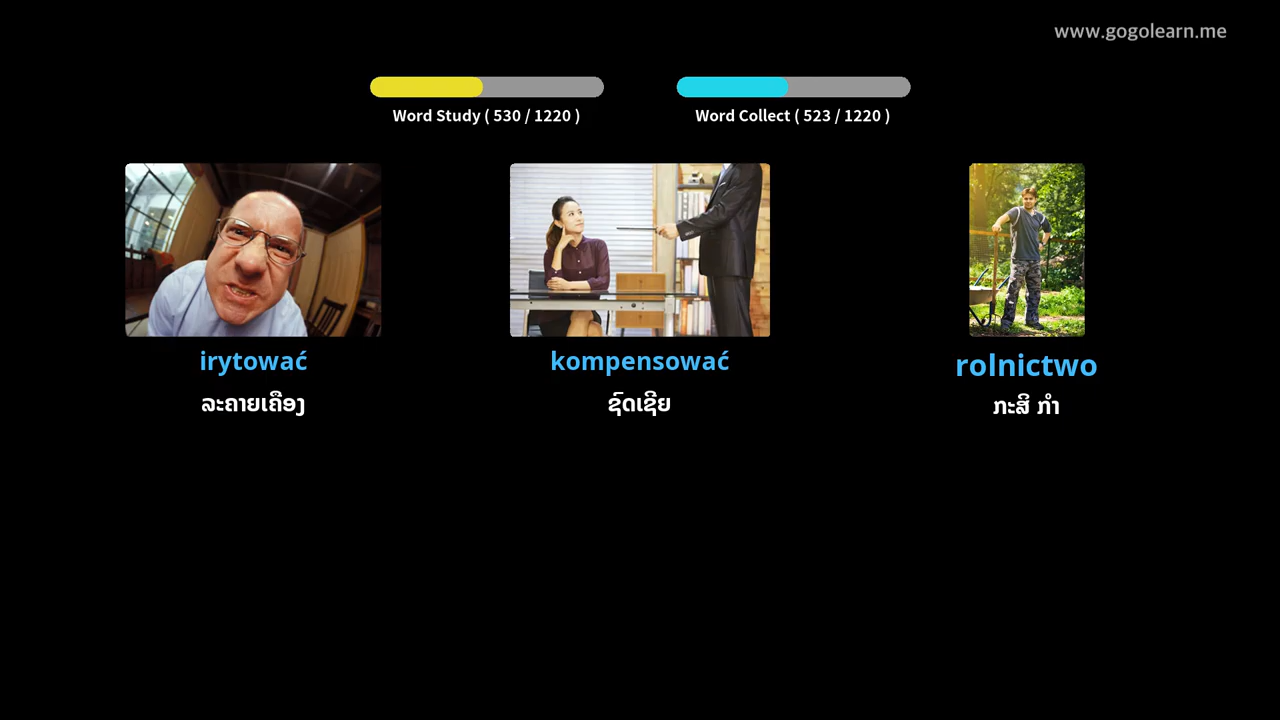 www.gogolearn.me
Word Study ( 530 / 1220 )
Word Collect ( 523 / 1220 )
irytować
kompensować
rolnictwo
ລະຄາຍເຄືອງ
ຊົດເຊີຍ
ກະສິ ກຳ